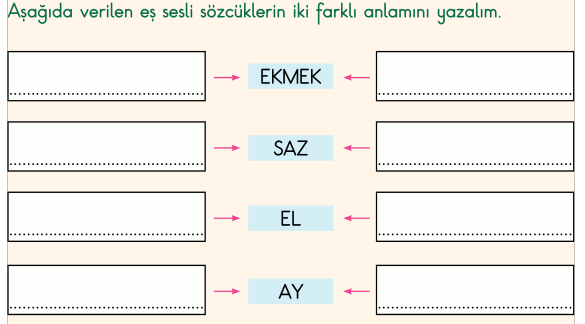 Aşağıda verilen eş sesli sözcüklerin iki farklı anlamını yazalım.
EKMEK
SAZ
EL
AY